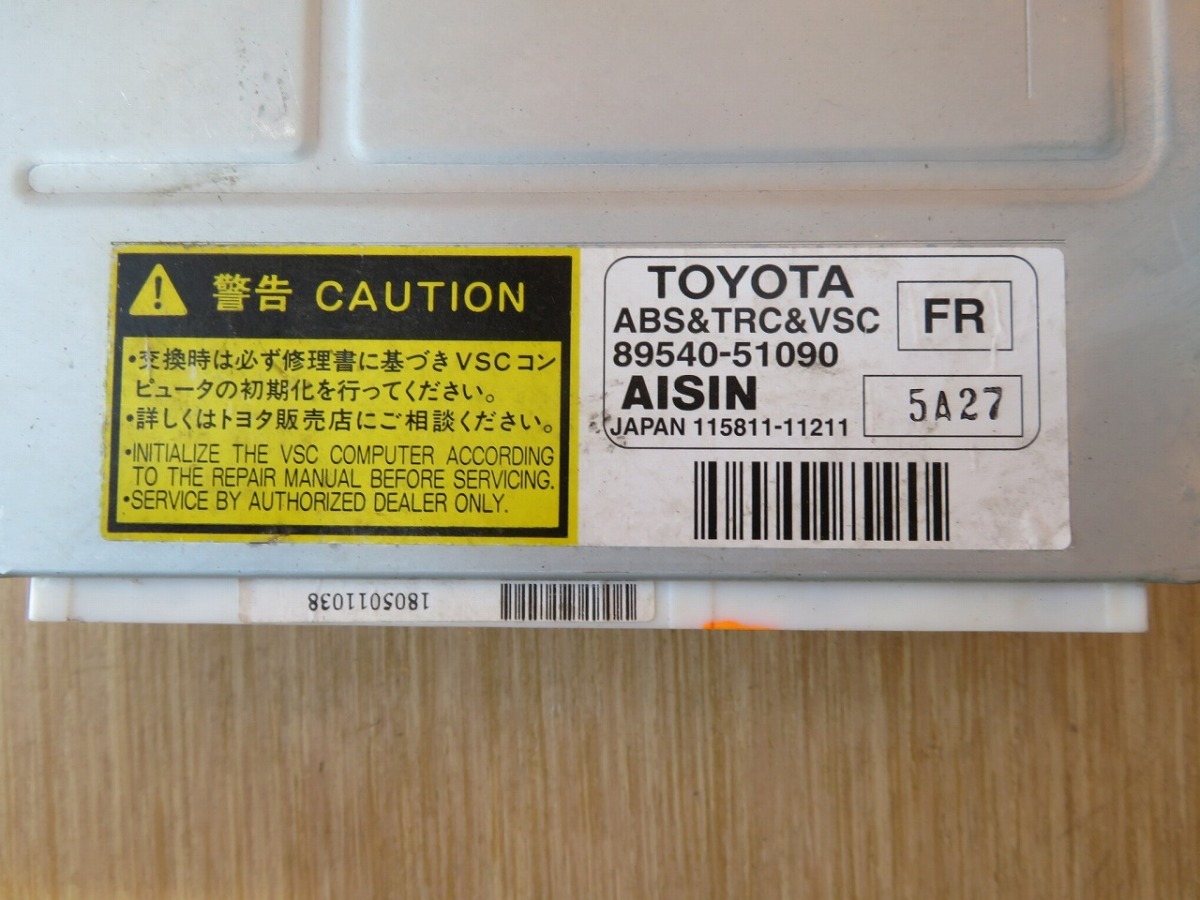 警告 CAUTION
・交換時は必ず修理書に基づきVSCコン
ピュータの初期化を行ってください。
・詳しくはトヨタ販売店にご相談ください。
・INITIALIZE THE VSC COMPUTER ACCORDING
TO THE REPAIR MANUAL BEFORE SERVICING.
・SERVICE BY AUTHORIZED DEALER ONLY.
TOYOTA
ABS&TRC&VSC
FR
89540-51090
AISIN
5A27
JAPAN 115811-11211
1805011038